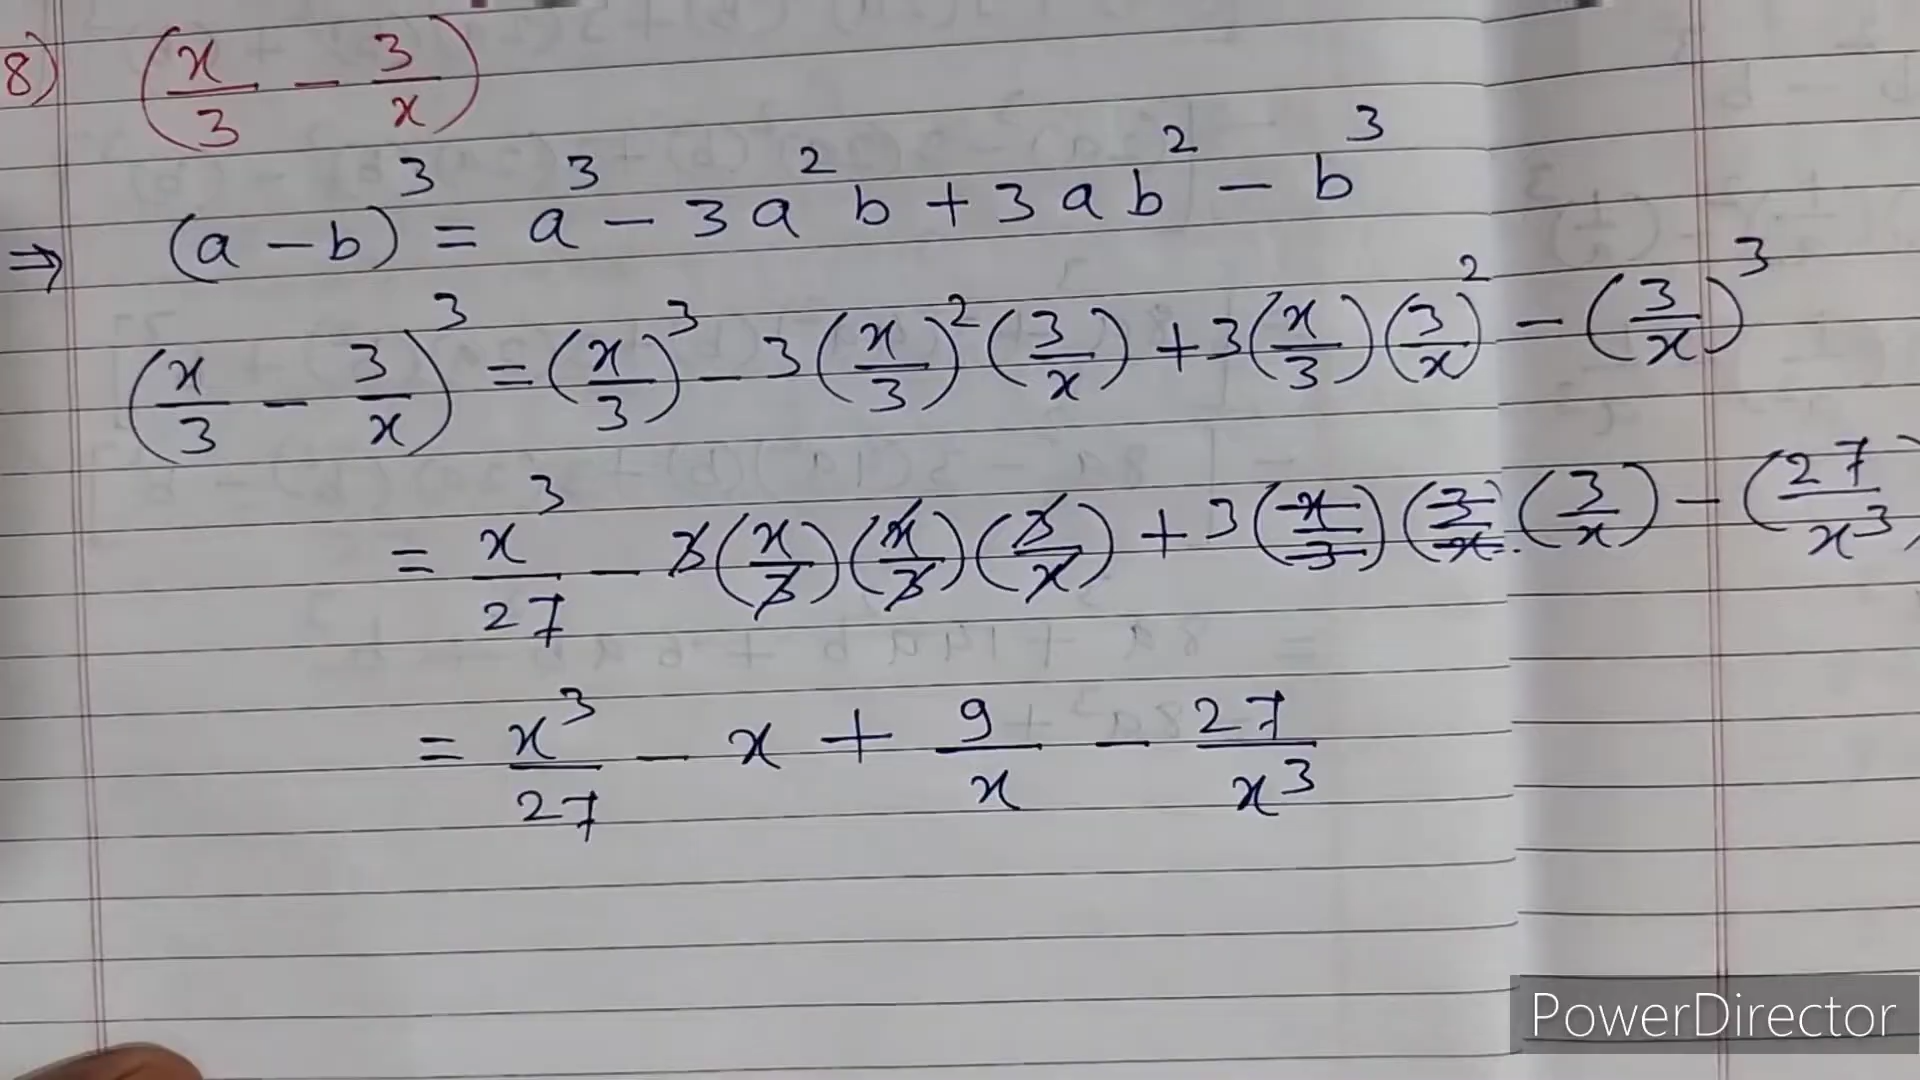 8) (x/3 - 3/x)
⇒ (a - b)³ = a³ - 3a²b + 3ab² - b³
(x/3 - 3/x)³ = (x/3)³ - 3(x/3)²(3/x) + 3(x/3)(3/x)² - (3/x)³
= x³/27 - 3(x/3)(x/3)(3/x) + 3(x/3)(3/x)(3/x) - (27/x³)
= x³/27 - x + 9/x - 27/x³
PowerDirector